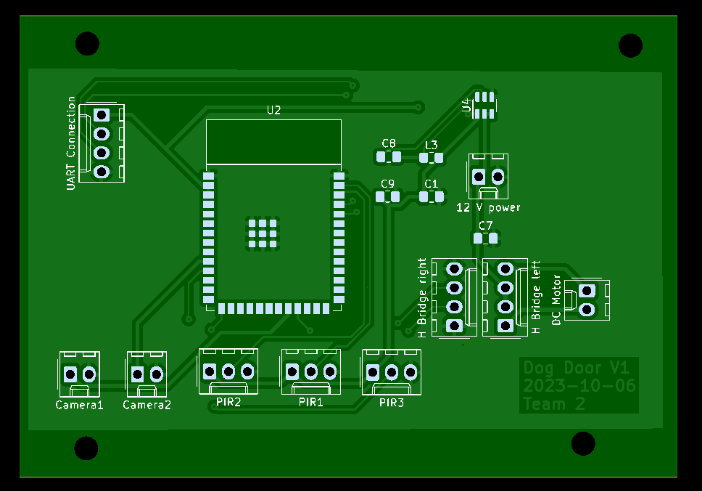 U2
U4
UART Connection
C8
L3
C9
C1
12 V power
C7
H Bridge right
H Bridge left
DC Motor
Camera1
Camera2
PIR2
PIR1
PIR3
Dog Door V1
2023-10-06
Team 2